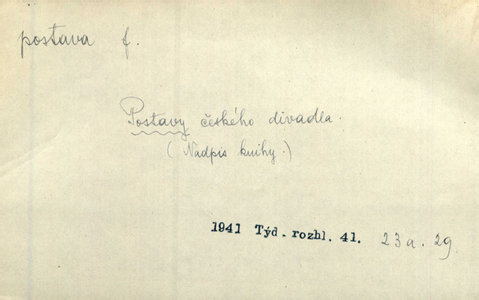 postava f.
Postavy českého divadla.
(Nadpis knihy.)
1941 Týd. rozhl. 41. 23a. 29